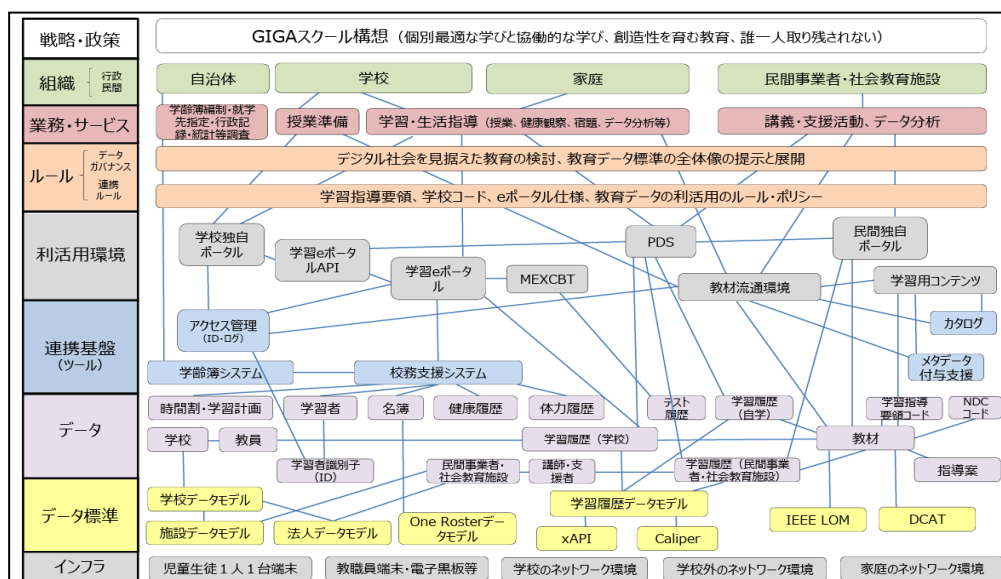 戦略・政策
GIGAスクール構想（個別最適な学びと協働的な学び、創造性を育む教育、誰一人取り残されない）
組織
行政
民間
自治体
学校
家庭
民間事業者・社会教育施設
業務・サービス
学齢簿編制・就学
先指定・行政記
録・統計等調査
授業準備
学習・生活指導（授業、健康観察、宿題、データ分析等）
講義・支援活動、データ分析
ルール
データ
ガバナンス
連携
ルール
デジタル社会を見据えた教育の検討、教育データ標準の全体像の提示と展開
学習指導要領、学校コード、eポータル仕様、教育データの利活用のルール・ポリシー
利活用環境
学校独自
ポータル
学習eポー
タルAPI
学習eポータ
ル
MEXCBT
PDS
教材流通環境
民間独自
ポータル
学習用コンテンツ
連携基盤
（ツール）
アクセス管理
（ID・ログ）
カタログ
メタデータ
付与支援
学齢簿システム
校務支援システム
データ
時間割・学習計画
学習者
名簿
健康履歴
体力履歴
テスト
履歴
学習履歴
（自学）
学習指導
要領コード
NDC
コード
学校
教員
学習履歴（学校）
教材
学習者識別子
（ID）
民間事業者・
社会教育施設
講師・支
援者
学習履歴（民間事業
者・社会教育施設）
指導案
データ標準
学校データモデル
施設データモデル
法人データモデル
One Rosterデー
タモデル
学習履歴データモデル
xAPI
Caliper
IEEE LOM
DCAT
インフラ
児童生徒１人１台端末
教職員端末・電子黒板等
学校のネットワーク環境
学校外のネットワーク環境
家庭のネットワーク環境